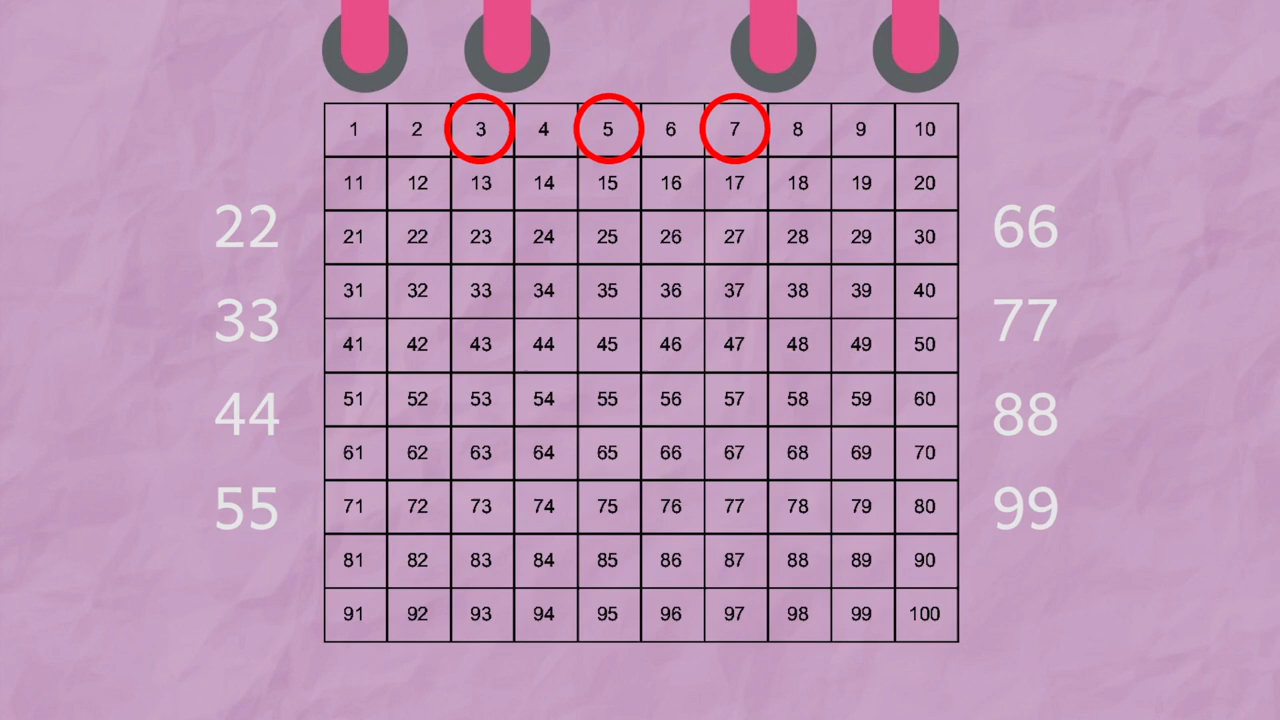 1 2 3 4 5 6 7 8 9 10
11 12 13 14 15 16 17 18 19 20
21 22 23 24 25 26 27 28 29 30
31 32 33 34 35 36 37 38 39 40
41 42 43 44 45 46 47 48 49 50
51 52 53 54 55 56 57 58 59 60
61 62 63 64 65 66 67 68 69 70
71 72 73 74 75 76 77 78 79 80
81 82 83 84 85 86 87 88 89 90
91 92 93 94 95 96 97 98 99 100
22
33
44
55
66
77
88
99